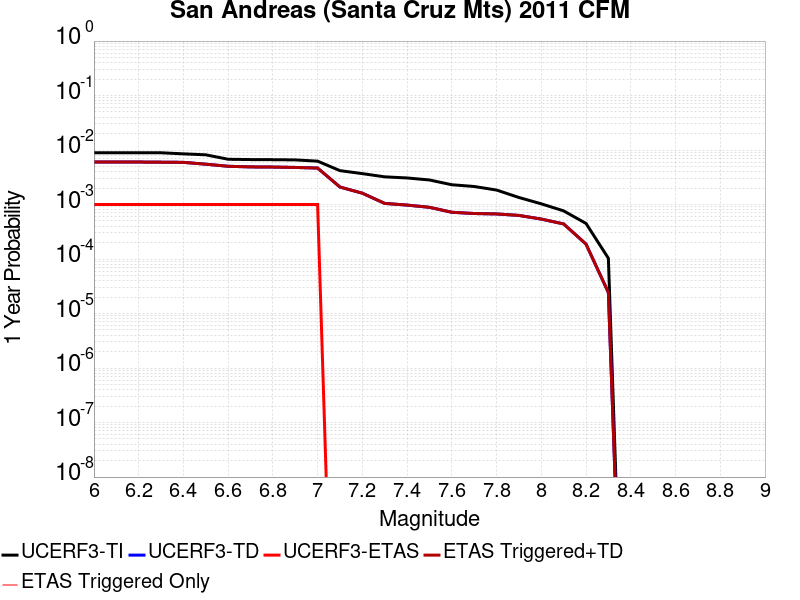 San Andreas (Santa Cruz Mts) 2011 CFM
10^0
10^-1
10^-2
10^-3
10^-4
10^-5
10^-6
10^-7
10^-8
1 Year Probability
6 6.2 6.4 6.6 6.8 7 7.2 7.4 7.6 7.8 8 8.2 8.4 8.6 8.8 9
Magnitude
UCERF3-TI UCERF3-TD UCERF3-ETAS ETAS Triggered+TD
ETAS Triggered Only